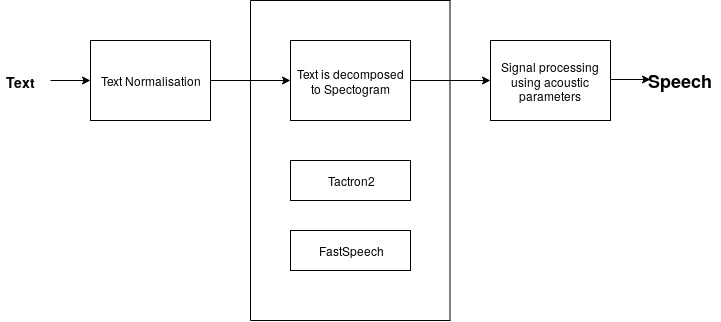 Text
Text Normalisation
Text is decomposed
to Spectogram
Tactron2
FastSpeech
Signal processing
using acoustic
parameters
Speech